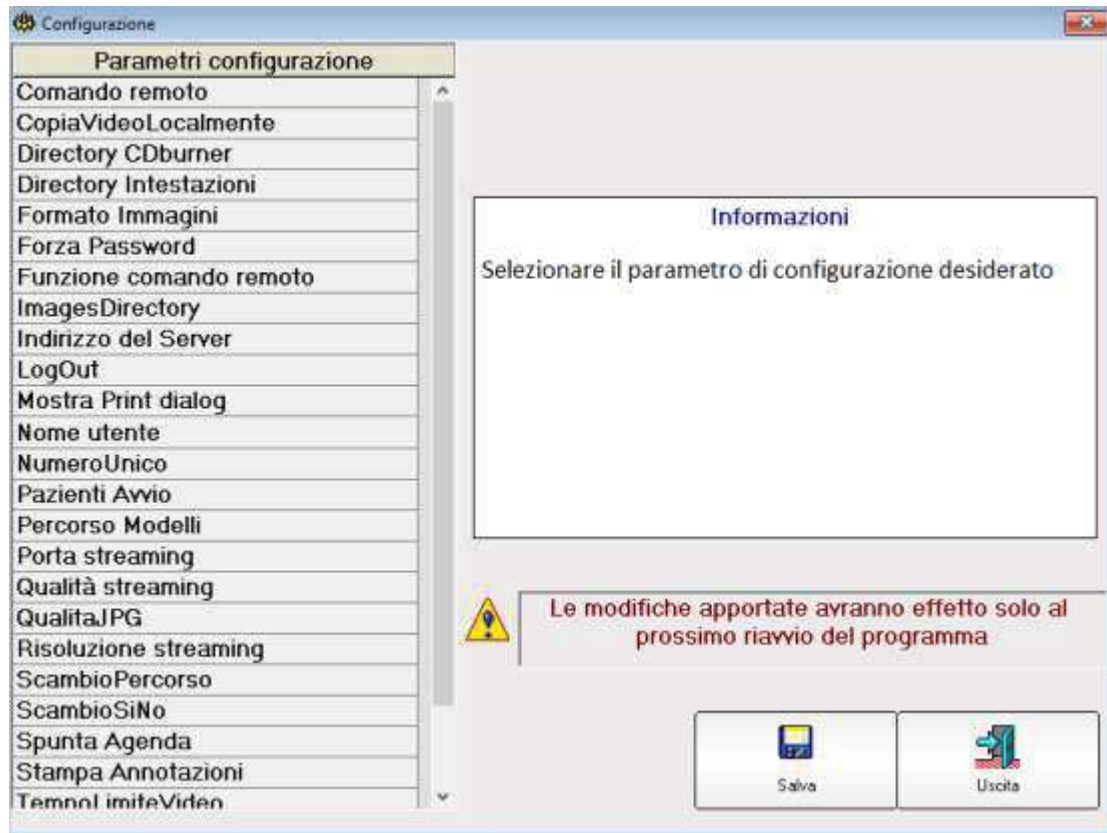 Configurazione
Parametri configurazione
Comando remoto
CopiaVideoLocalmente
Directory CDburner
Directory Intestazioni
Formato Immagini
Forza Password
Funzione comando remoto
ImagesDirectory
Indirizzo del Server
LogOut
Mostra Print dialog
Nome utente
NumeroUnico
Pazienti Avvio
Percorso Modelli
Porta streaming
Qualità streaming
QualitaJPG
Risoluzione streaming
ScambioPercorso
ScambioSiNo
Spunta Agenda
Stampa Annotazioni
TempoLimiteVideo
Informazioni
Selezionare il parametro di configurazione desiderato
Le modifiche apportate avranno effetto solo al
prossimo riavvio del programma
Salva
Uscita